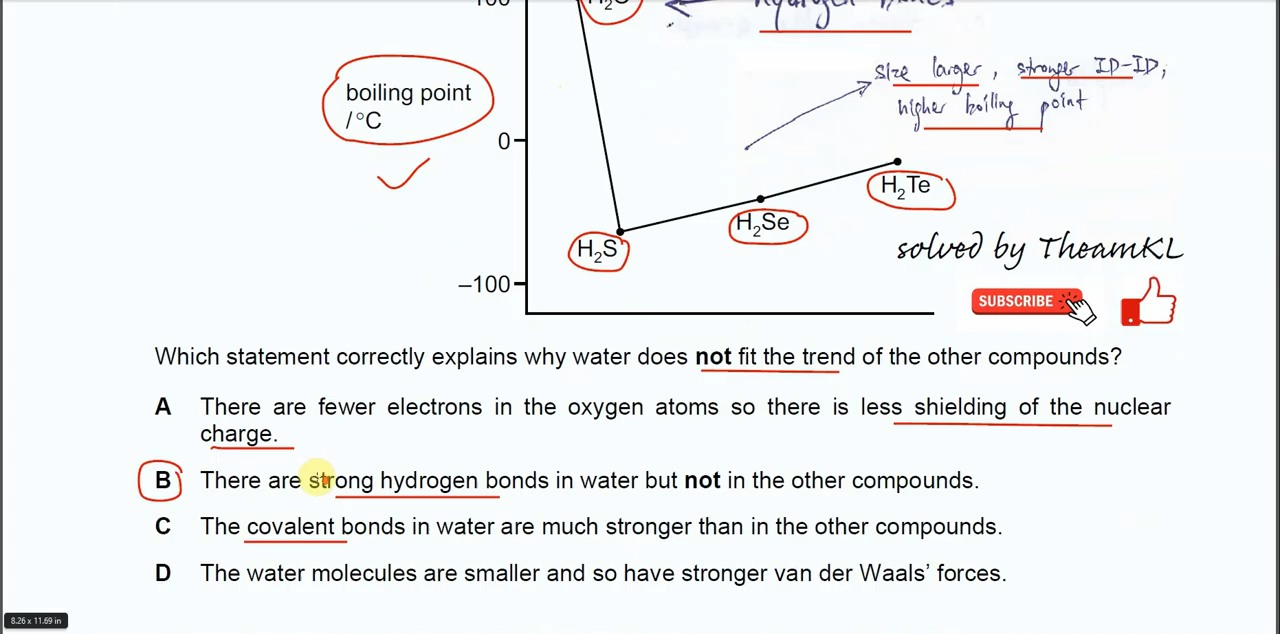 H₂O
boiling point
/°C
size larger, stronger ID-ID;
higher boiling point
0
H₂Te
H₂Se
H₂S
solved by TheamKL
–100
SUBSCRIBE
Which statement correctly explains why water does not fit the trend of the other compounds?
A There are fewer electrons in the oxygen atoms so there is less shielding of the nuclear
charge.
B There are strong hydrogen bonds in water but not in the other compounds.
C The covalent bonds in water are much stronger than in the other compounds.
D The water molecules are smaller and so have stronger van der Waals’ forces.
8.26 x 11.69 in